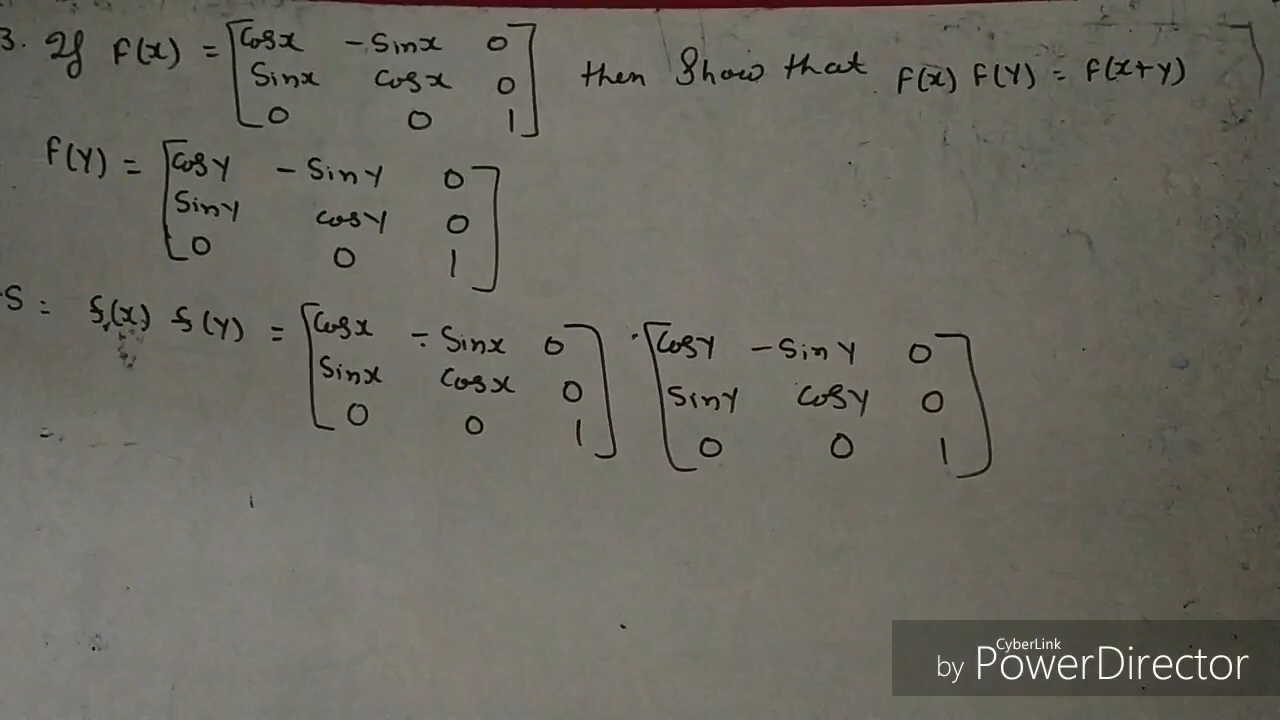 3. If F(x) = [Cosx -Sinx 0] then Show that F(x) F(Y) = F(x+Y)
Sinx Cosx 0
0 0 1
F(Y) = [CosY - SinY 0]
SinY CosY 0
0 0 1
S = f(x) f(Y) = [Cosx - Sinx 0] . [CosY - SinY 0]
Sinx Cosx 0 SinY CosY 0
0 0 1 0 0 1
CyberLink
by PowerDirector